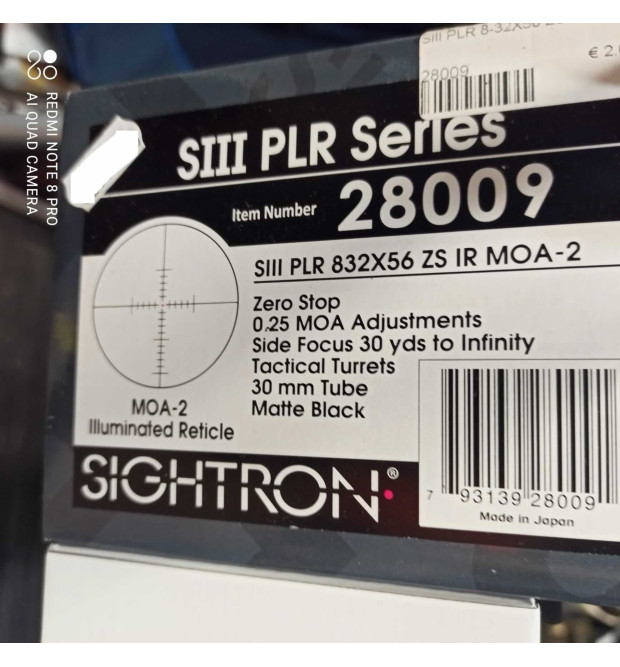 SIII PLR 8-32X56
€ 2.
28009
SIII PLR Series
Item Number 28009
SIII PLR 832X56 ZS IR MOA-2
Zero Stop
0.25 MOA Adjustments
Side Focus 30 yds to Infinity
Tactical Turrets
30 mm Tube
Matte Black
MOA-2
Illuminated Reticle
SIGHTRON®
7 93139 28009
Made in Japan
REDMI NOTE 8 PRO
AI QUAD CAMERA